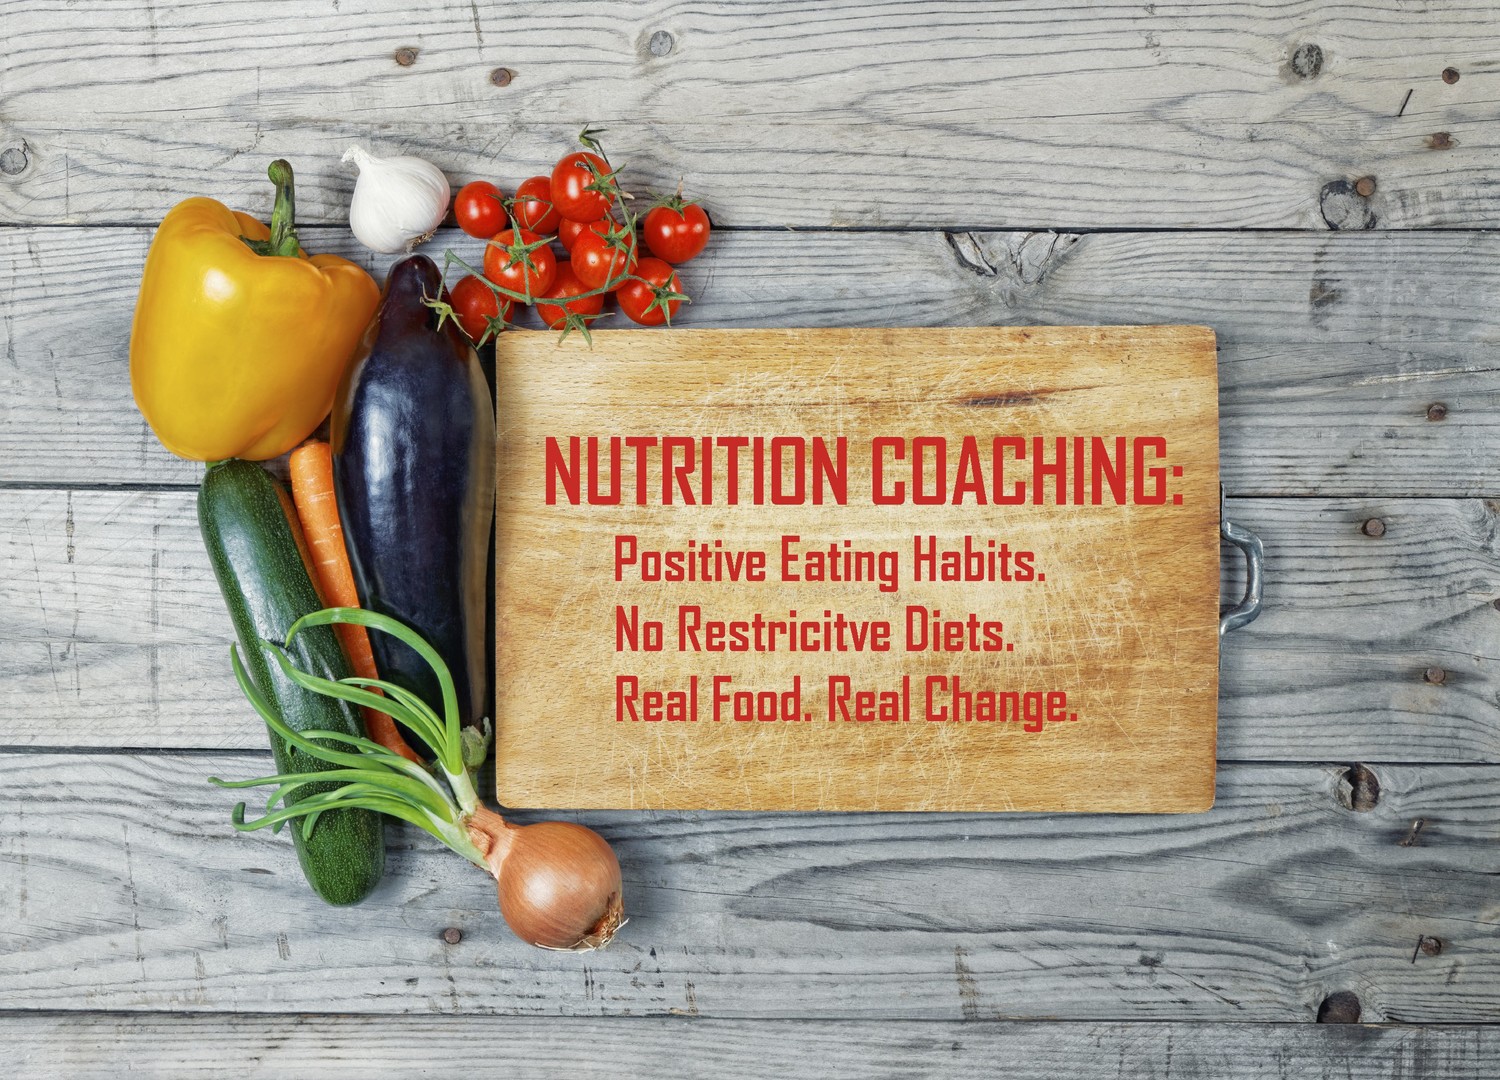 NUTRITION COACHING:
Positive Eating Habits.
No Restricitve Diets.
Real Food. Real Change.